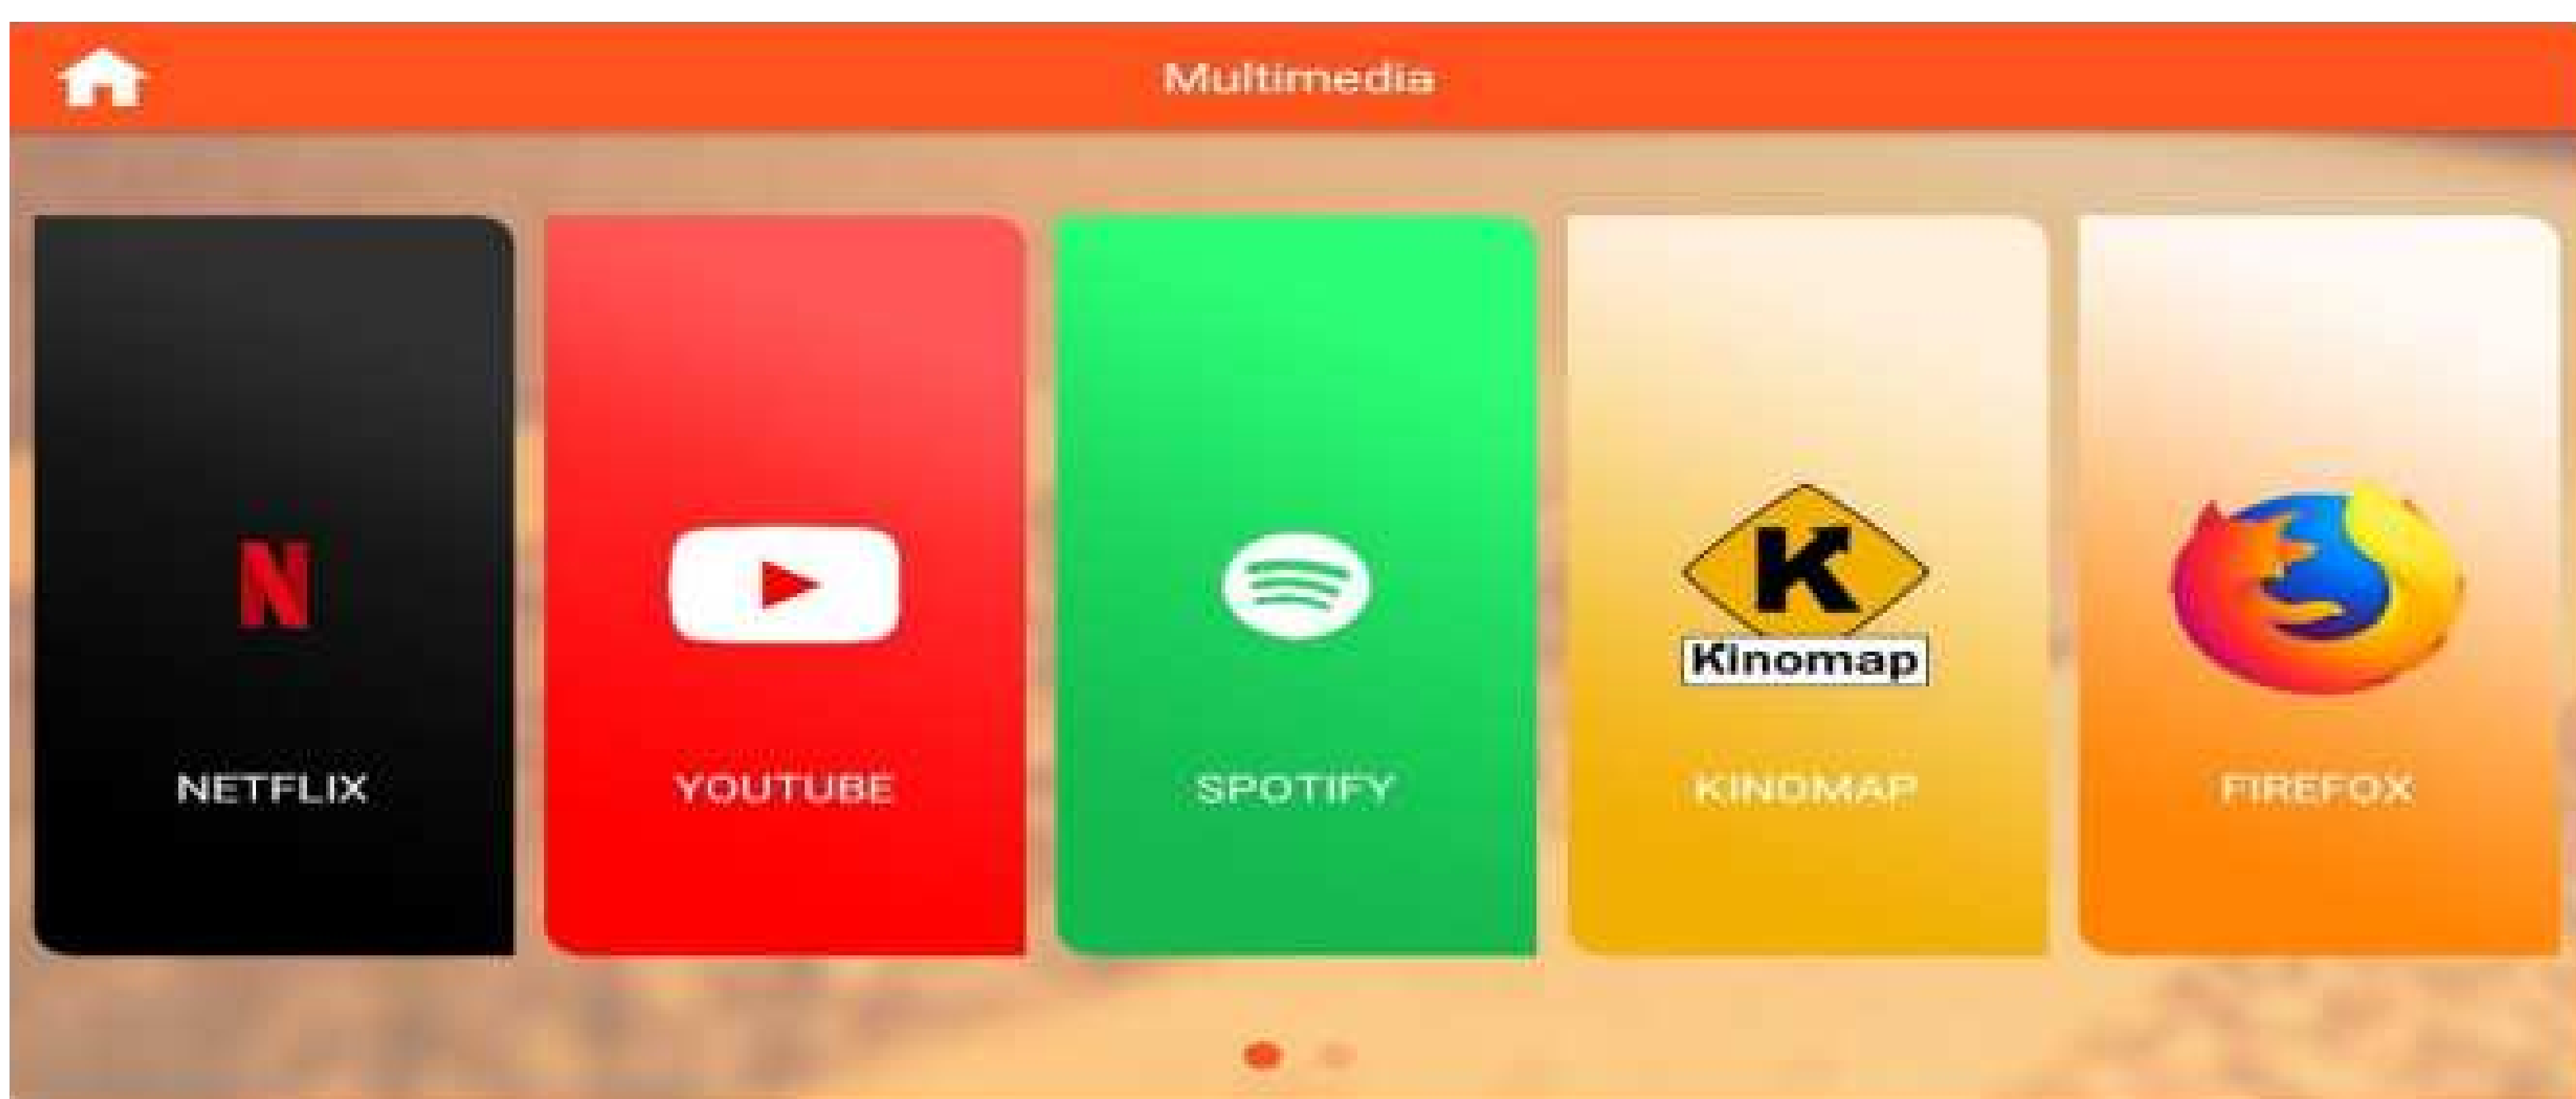 Multimedia
N
K
Kinomap
NETFLIX
YOUTUBE
SPOTIFY
KINOMAP
FIREFOX